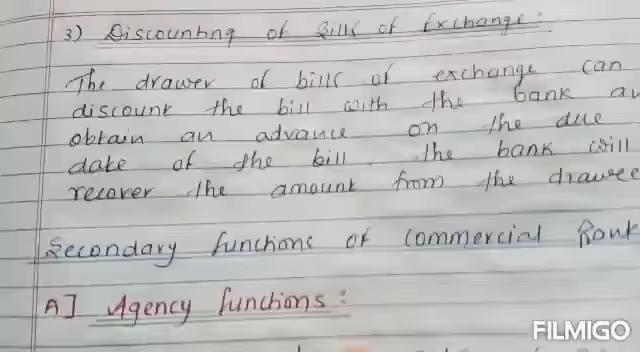 3) Discounting of Bills of Exchange:
The drawer of bills of exchange can
discount the bill with the bank
obtain an advance on the due
date of the bill. The bank will
recover the amount from the drawee
Secondary functions of Commercial Bank
A] Agency functions:
FILMIGO